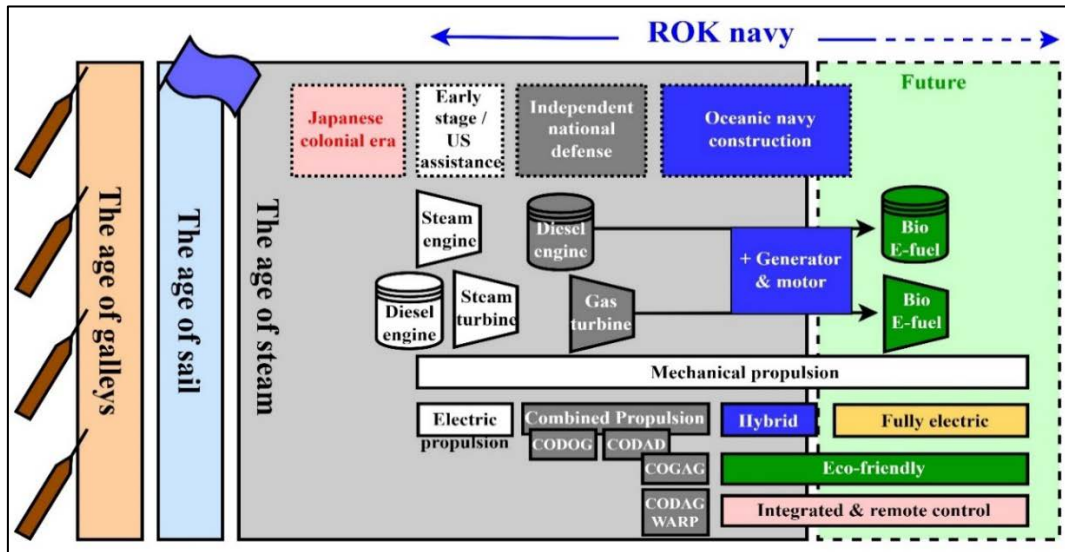 ROK navy
Future
The age of galleys
The age of sail
The age of steam
Japanese
colonial era
Early
stage /
US
assistance
Independent
national
defense
Oceanic navy
construction
Steam
engine
Diesel
engine
Bio
E-fuel
+ Generator
& motor
Diesel
engine
Steam
turbine
Gas
turbine
Bio
E-fuel
Mechanical propulsion
Electric
propulsion
Combined Propulsion
Hybrid
Fully electric
CODOG
CODAD
COGAG
Eco-friendly
CODAG
WARP
Integrated & remote control